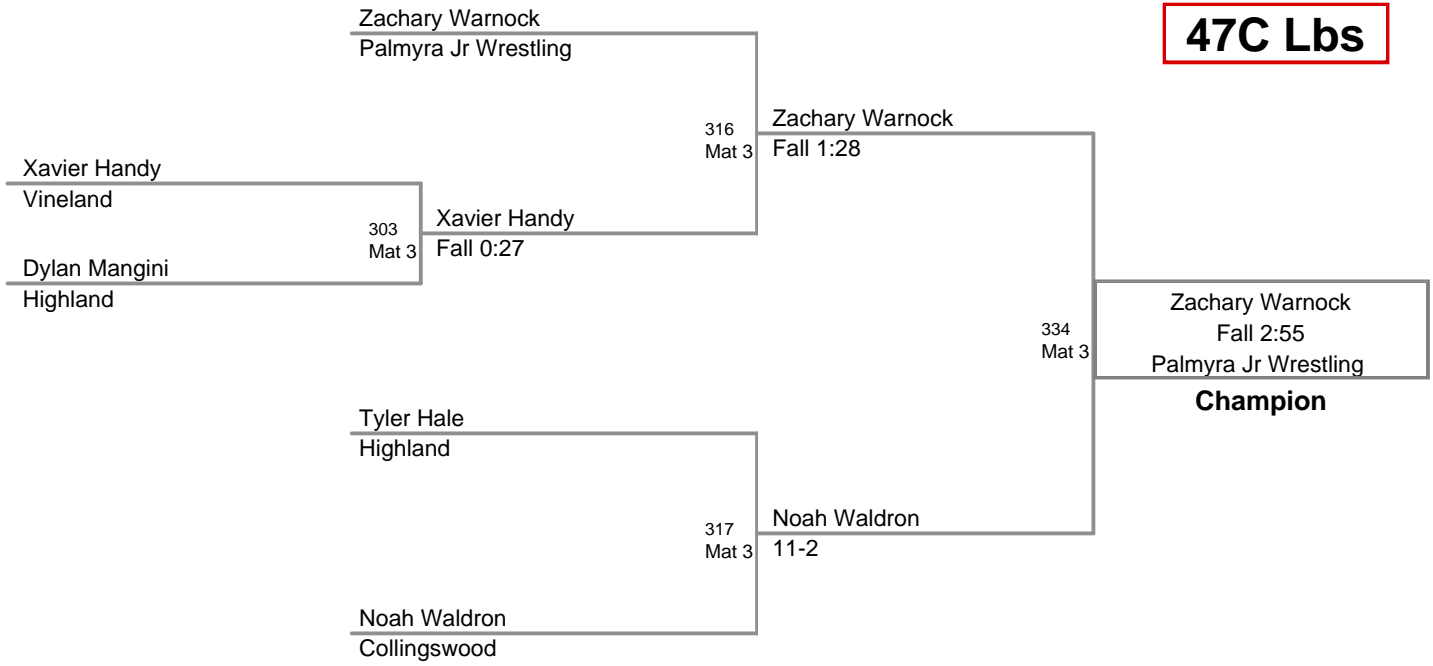 47C Lbs
Zachary Warnock
Palmyra Jr Wrestling
Xavier Handy
Vineland
Dylan Mangini
Highland
303
Mat 3
Xavier Handy
Fall 0:27
316
Mat 3
Zachary Warnock
Fall 1:28
Tyler Hale
Highland
Noah Waldron
Collingswood
317
Mat 3
Noah Waldron
11-2
334
Mat 3
Zachary Warnock
Fall 2:55
Palmyra Jr Wrestling
Champion